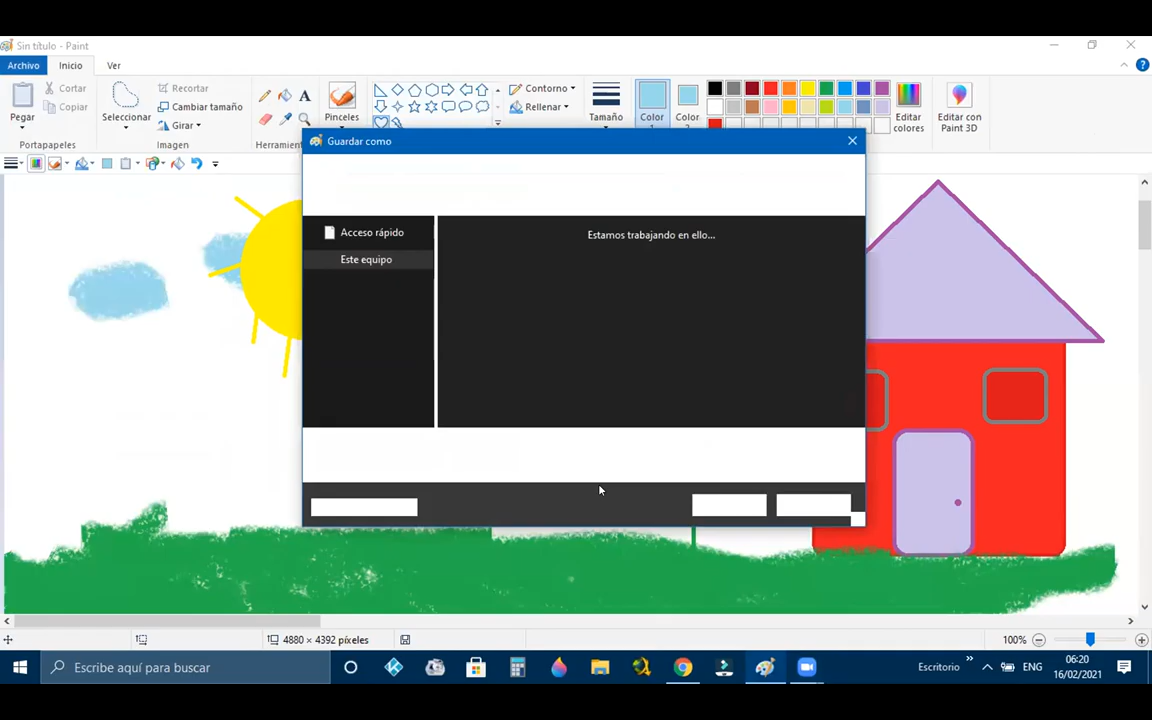 Sin título - Paint
Archivo Inicio Ver
Pegar
Cortar
Copiar
Portapapeles
Seleccionar
Recortar
Cambiar tamaño
Girar
Imagen
A
Herramien
Pinceles
Contorno
Rellenar
Tamaño
Color
1
Color
2
Editar
colores
Editar con
Paint 3D
Guardar como
Acceso rápido
Este equipo
Estamos trabajando en ello...
4880 × 4392 píxeles
100%
Escribe aquí para buscar
Escritorio
ENG
06:20
16/02/2021